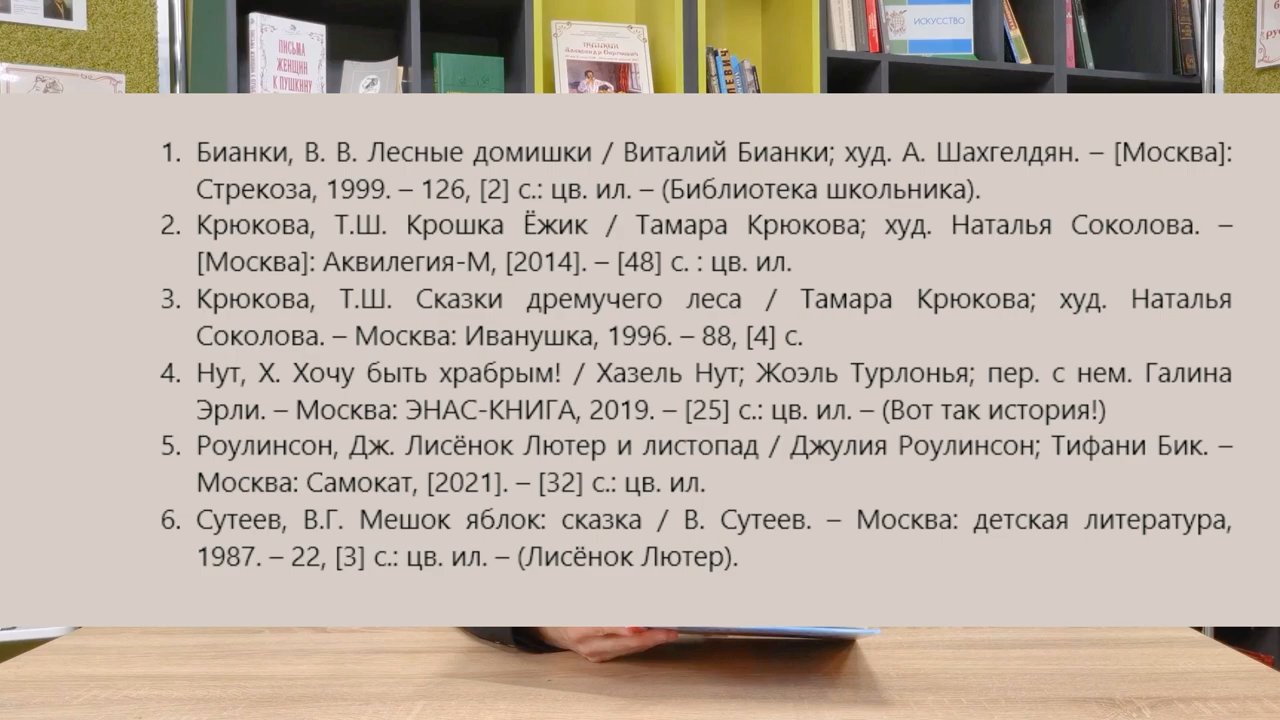 ПИСЬМА
ЖЕНЩИН
К ПУШКИНУ
ПУШКИН
ИСКУССТВО
1. Бианки, В. В. Лесные домишки / Виталий Бианки; худ. А. Шахгелдян. – [Москва]:
Стрекоза, 1999. – 126, [2] с.: цв. ил. – (Библиотека школьника).
2. Крюкова, Т.Ш. Крошка Ёжик / Тамара Крюкова; худ. Наталья Соколова. –
[Москва]: Аквилегия-М, [2014]. – [48] с. : цв. ил.
3. Крюкова, Т.Ш. Сказки дремучего леса / Тамара Крюкова; худ. Наталья
Соколова. – Москва: Иванушка, 1996. – 88, [4] с.
4. Нут, Х. Хочу быть храбрым! / Хазель Нут; Жоэль Турлонья; пер. с нем. Галина
Эрли. – Москва: ЭНАС-КНИГА, 2019. – [25] с.: цв. ил. – (Вот так история!)
5. Роулинсон, Дж. Лисёнок Лютер и листопад / Джулия Роулинсон; Тифани Бик. –
Москва: Самокат, [2021]. – [32] с.: цв. ил.
6. Сутеев, В.Г. Мешок яблок: сказка / В. Сутеев. – Москва: детская литература,
1987. – 22, [3] с.: цв. ил. – (Лисёнок Лютер).